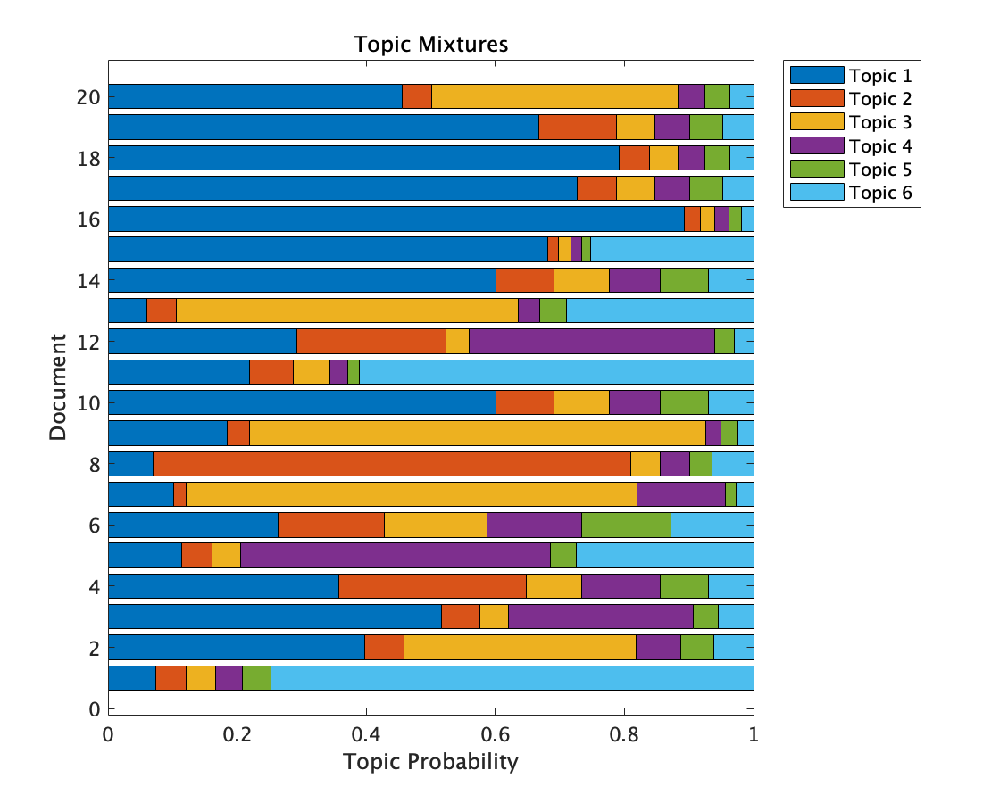 Topic Mixtures
Topic 1
Topic 2
Topic 3
Topic 4
Topic 5
Topic 6
Document
20
18
16
14
12
10
8
6
4
2
0
0 0.2 0.4 0.6 0.8 1
Topic Probability